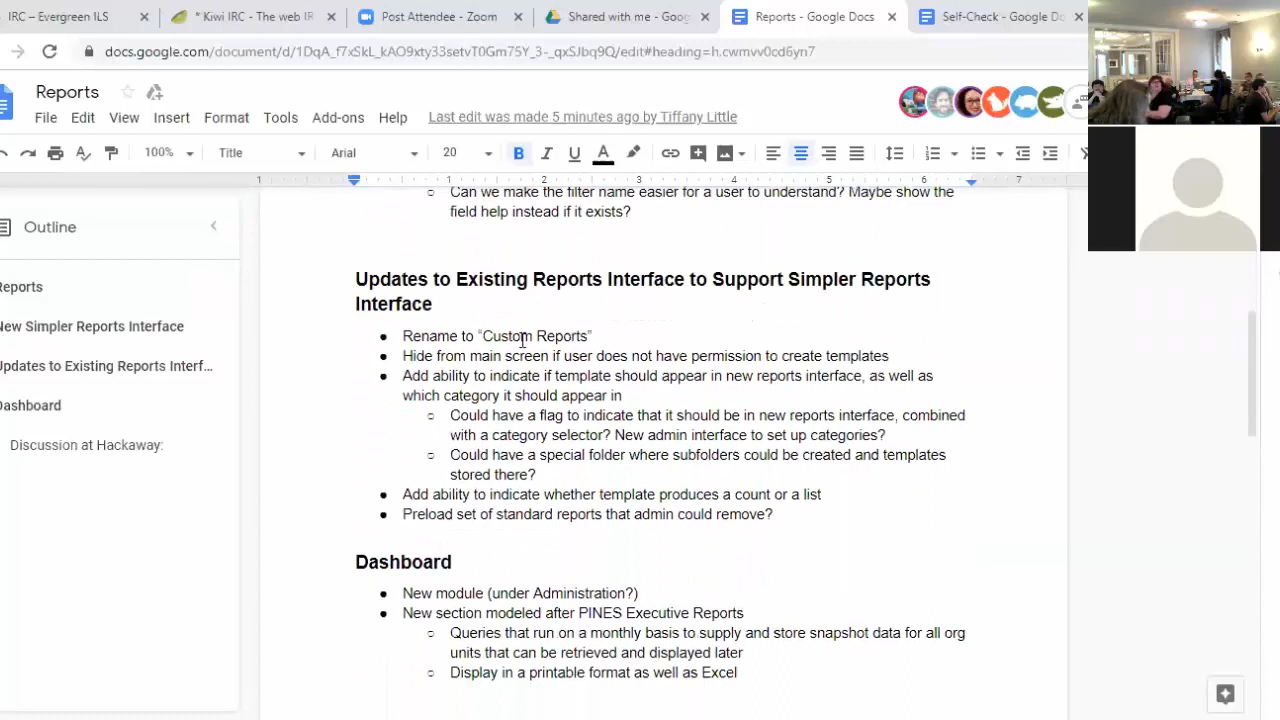 IRC – Evergreen ILS
* Kiwi IRC - The web IR
Post Attendee - Zoom
Shared with me - Goog
Reports - Google Docs
Self-Check - Google Do
docs.google.com/document/d/1DqA_f7xSkL_kAO9xty33setvT0Gm75Y_3-_qxSJbq9Q/edit#heading=h.cwmvv0cd6yn7
Reports
File Edit View Insert Format Tools Add-ons Help Last edit was made 5 minutes ago by Tiffany Little
100% Title Arial 20 B I U A
1 1 2 3 4 5 6 7
Outline
Reports
New Simpler Reports Interface
Updates to Existing Reports Interf...
Dashboard
Discussion at Hackaway:
Can we make the filter name easier for a user to understand? Maybe show the
field help instead if it exists?
Updates to Existing Reports Interface to Support Simpler Reports
Interface
Rename to “Custom Reports”
Hide from main screen if user does not have permission to create templates
Add ability to indicate if template should appear in new reports interface, as well as
which category it should appear in
Could have a flag to indicate that it should be in new reports interface, combined
with a category selector? New admin interface to set up categories?
Could have a special folder where subfolders could be created and templates
stored there?
Add ability to indicate whether template produces a count or a list
Preload set of standard reports that admin could remove?
Dashboard
New module (under Administration?)
New section modeled after PINES Executive Reports
Queries that run on a monthly basis to supply and store snapshot data for all org
units that can be retrieved and displayed later
Display in a printable format as well as Excel